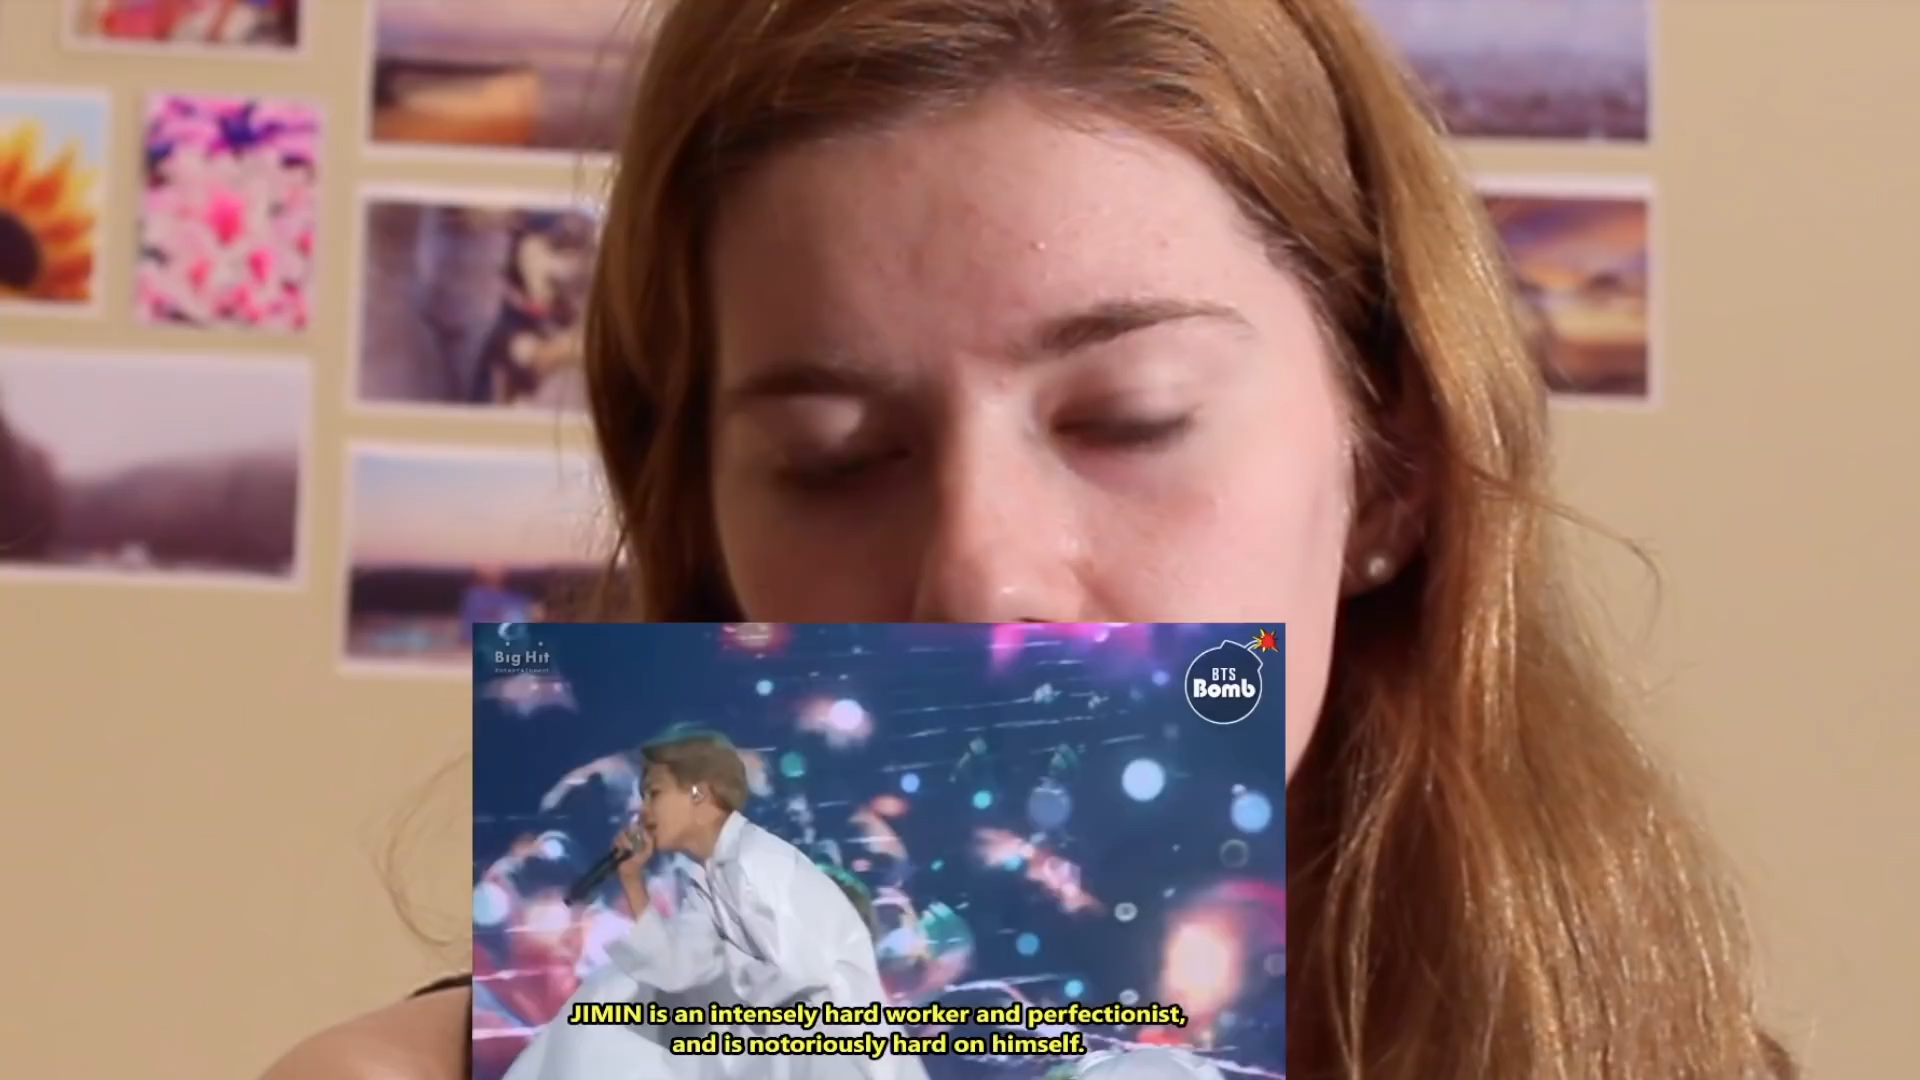 Big Hit
BTS
Bomb
JIMIN is an intensely hard worker and perfectionist,
and is notoriously hard on himself.